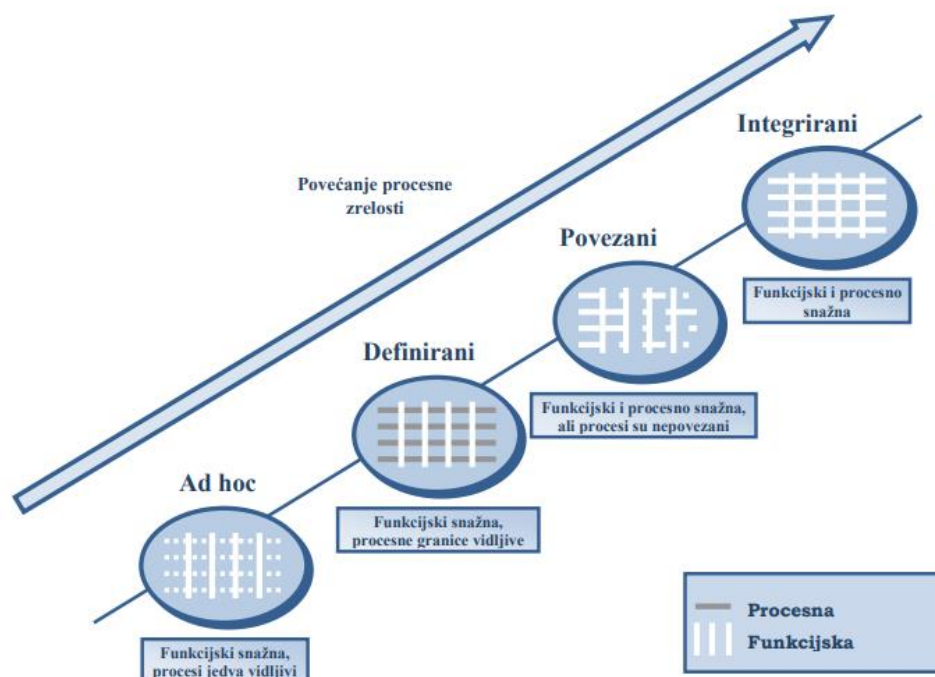 Integrirani
Povećanje procesne
zrelosti
Povezani
Funkcijski i procesno
snažna
Definirani
Funkcijski i procesno snažna,
ali procesi su nepovezani
Ad hoc
Funkcijski snažna,
procesne granice vidljive
Procesna
Funkcijska
Funkcijski snažna,
procesi jedva vidljivi